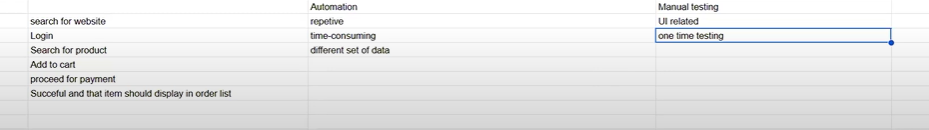 Automation Manual testing
search for website repetive UI related
Login time-consuming one time testing
Search for product different set of data
Add to cart
proceed for payment
Succeful and that item should display in order list